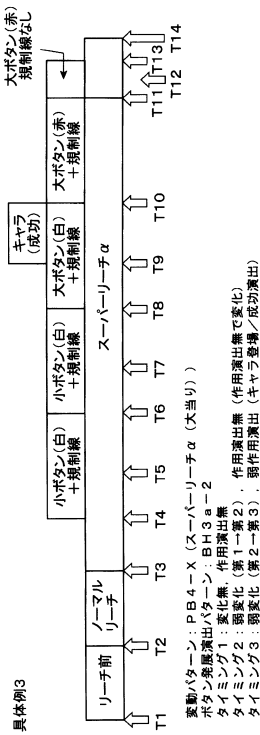 具体例3
キャラ
(成功)
大ボタン(赤)
規制線なし
小ボタン(白)
+規制線
小ボタン(白)
+規制線
大ボタン(白)
+規制線
大ボタン(赤)
+規制線
リーチ前
ノーマル
リーチ
スーパーリーチα
T1
T2
T3
T4
T5
T6
T7
T8
T9
T10
T11
T12
T13
T14
変動パターン:PB4-X(スーパーリーチα(大当り))
ボタン発展演出パターン:BH3a-2
タイミング1:変化無、作用演出無
タイミング2:弱変化(第1→第2)、作用演出無(作用演出無で変化)
タイミング3:弱変化(第2→第3)、弱作用演出(キャラ登場/成功演出)